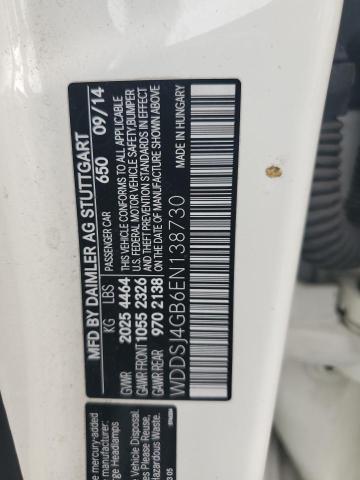 MFD BY DAIMLER AG STUTTGART
PASSENGER CAR 650 09/14
KG LBS
GVWR 2025 4464
GAWR FRONT 1055 2326
GAWR REAR 970 2138
THIS VEHICLE CONFORMS TO ALL APPLICABLE
U.S. FEDERAL MOTOR VEHICLE SAFETY, BUMPER
AND THEFT PREVENTION STANDARDS IN EFFECT
ON THE DATE OF MANUFACTURE SHOWN ABOVE
MADE IN HUNGARY
WDDSJ4GB6EN138730
mercury-added
Headlamps
Vehicle Disposal.
Please Reuse,
Hazardous Waste.